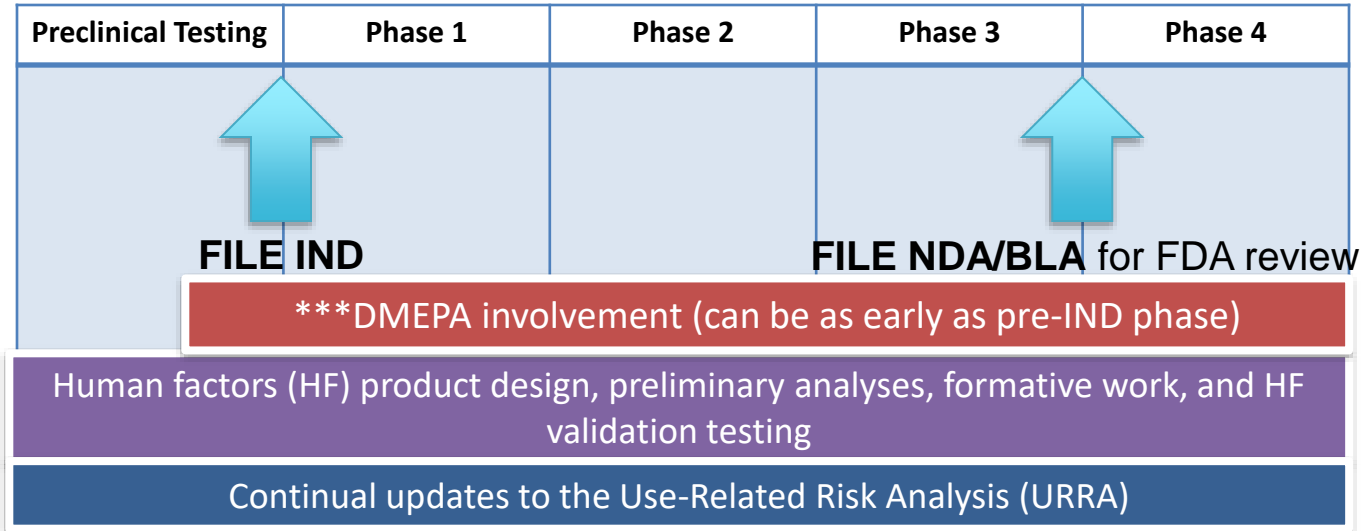 Preclinical Testing Phase 1 Phase 2 Phase 3 Phase 4
FILE IND FILE NDA/BLA for FDA review
***DMEPA involvement (can be as early as pre-IND phase)
Human factors (HF) product design, preliminary analyses, formative work, and HF
validation testing
Continual updates to the Use-Related Risk Analysis (URRA)